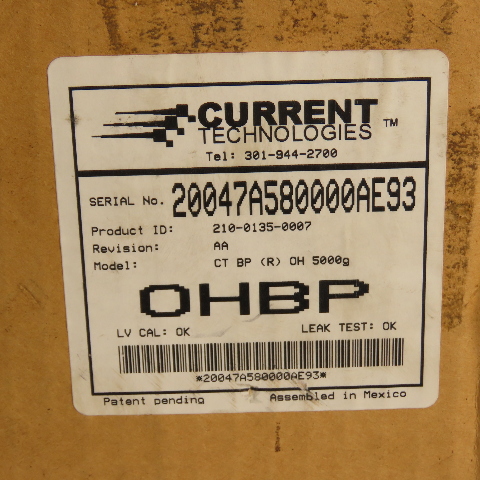 CURRENT
TECHNOLOGIES ™
Tel: 301-944-2700
SERIAL No. 20047A580000AE93
Product ID: 210-0135-0007
Revision: AA
Model: CT BP (R) OH 5000g
OHBP
LV CAL: OK LEAK TEST: OK
*20047A580000AE93*
Patent pending Assembled in Mexico